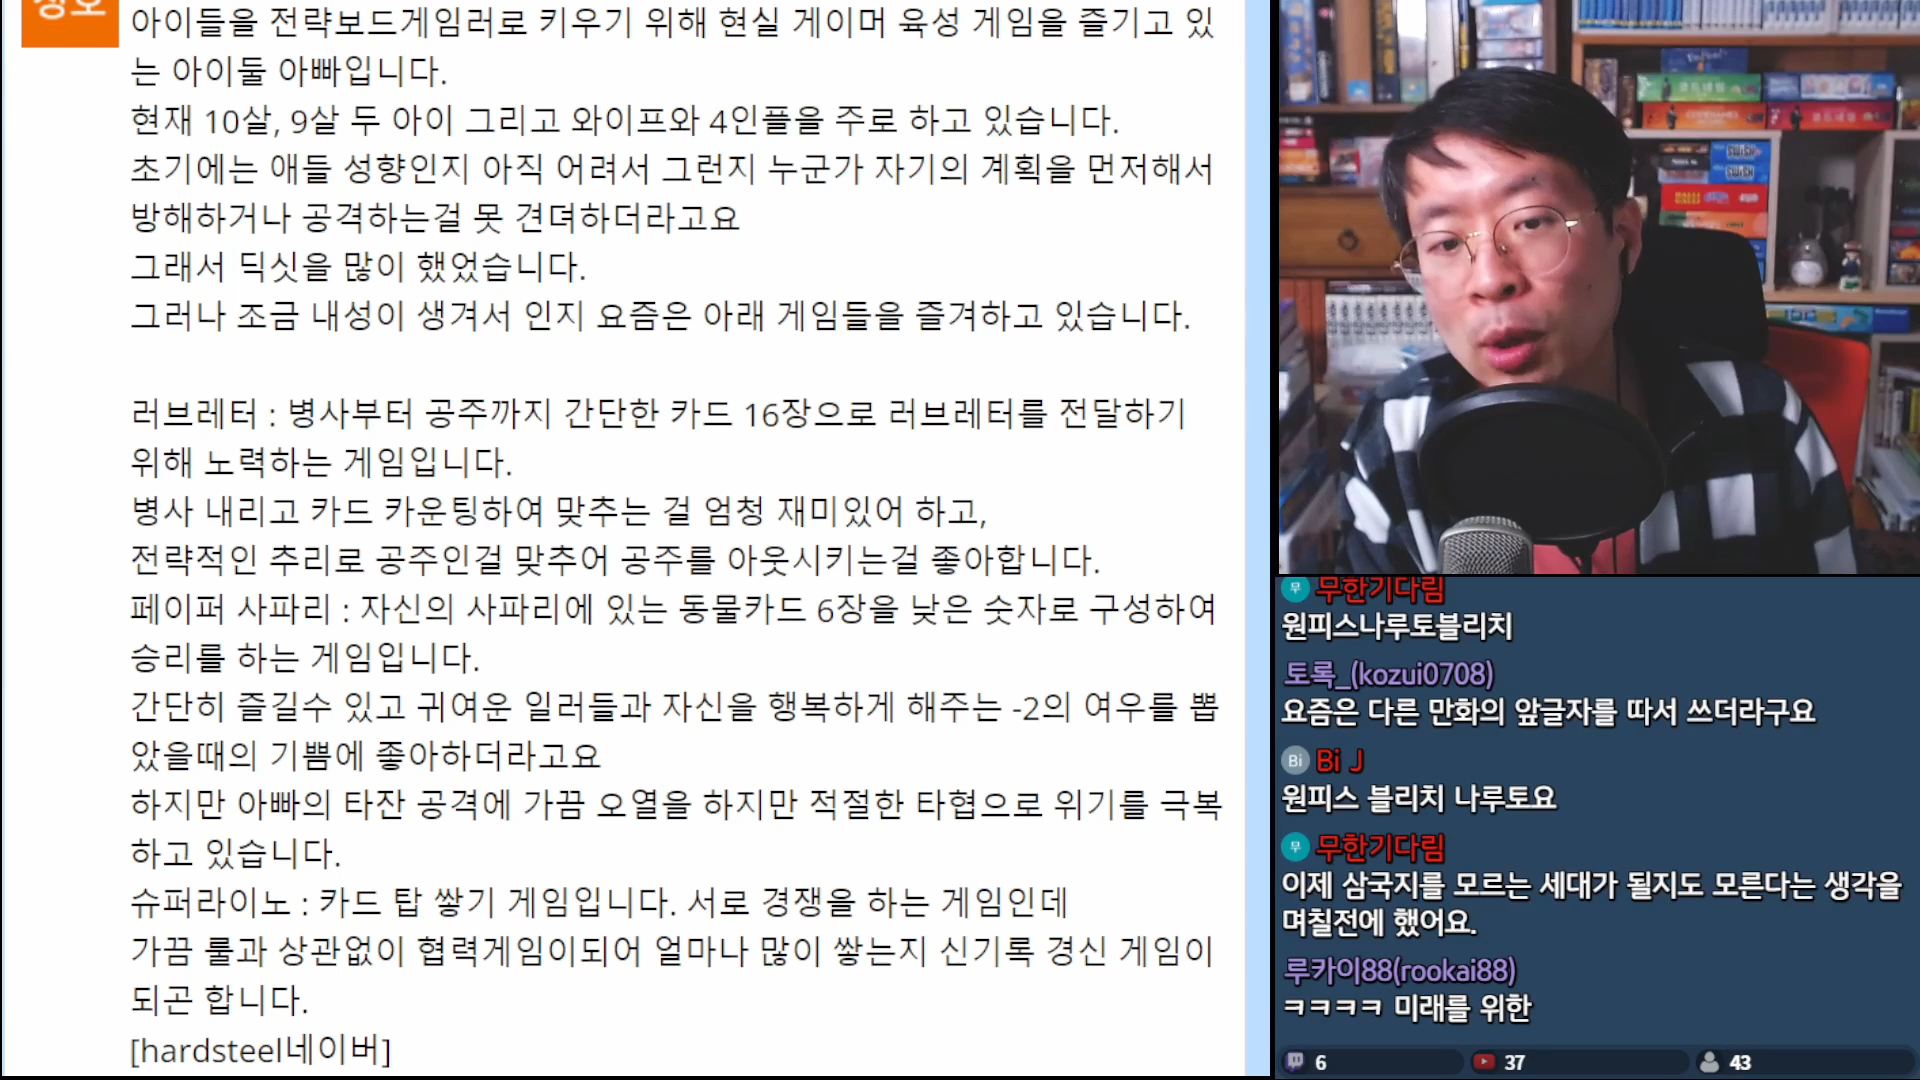 아이들을 전략보드게임러로 키우기 위해 현실 게이머 육성 게임을 즐기고 있
는 아이둘 아빠입니다.
현재 10살, 9살 두 아이 그리고 와이프와 4인플을 주로 하고 있습니다.
초기에는 애들 성향인지 아직 어려서 그런지 누군가 자기의 계획을 먼저해서
방해하거나 공격하는걸 못 견뎌하더라고요
그래서 딕싯을 많이 했었습니다.
그러나 조금 내성이 생겨서 인지 요즘은 아래 게임들을 즐겨하고 있습니다.
러브레터 : 병사부터 공주까지 간단한 카드 16장으로 러브레터를 전달하기
위해 노력하는 게임입니다.
병사 내리고 카드 카운팅하여 맞추는 걸 엄청 재미있어 하고,
전략적인 추리로 공주인걸 맞추어 공주를 아웃시키는걸 좋아합니다.
페이퍼 사파리 : 자신의 사파리에 있는 동물카드 6장을 낮은 숫자로 구성하여
승리를 하는 게임입니다.
간단히 즐길수 있고 귀여운 일러들과 자신을 행복하게 해주는 -2의 여우를 뽑
았을때의 기쁨에 좋아하더라고요
하지만 아빠의 타잔 공격에 가끔 오열을 하지만 적절한 타협으로 위기를 극복
하고 있습니다.
슈퍼라이노 : 카드 탑 쌓기 게임입니다. 서로 경쟁을 하는 게임인데
가끔 룰과 상관없이 협력게임이되어 얼마나 많이 쌓는지 신기록 경신 게임이
되곤 합니다.
[hardsteel네이버]
코드네임
CODENAMES
코드네임
SWISH
SWISH
무 무한기다림
원피스나루토블리치
토록_(kozui0708)
요즘은 다른 만화의 앞글자를 따서 쓰더라구요
Bi Bi J
원피스 블리치 나루토요
무 무한기다림
이제 삼국지를 모르는 세대가 될지도 모른다는 생각을
며칠전에 했어요.
루카이88(rookai88)
ㅋㅋㅋㅋ 미래를 위한
6 37 43